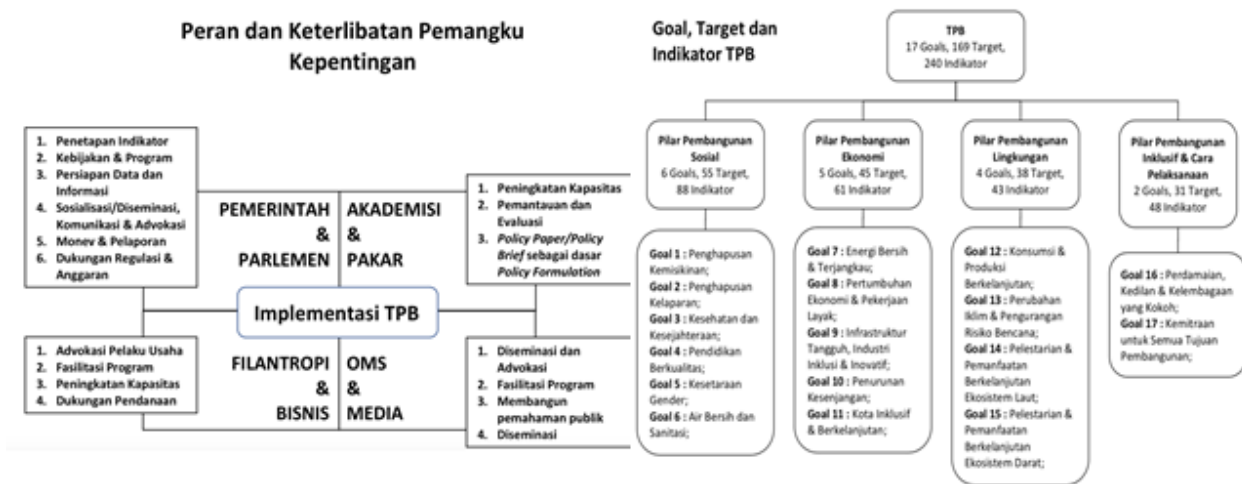 Peran dan Keterlibatan Pemangku
Kepentingan
1. Penetapan Indikator
2. Kebijakan & Program
3. Persiapan Data dan
Informasi
4. Sosialisasi/Diseminasi,
Komunikasi & Advokasi
5. Monev & Pelaporan
6. Dukungan Regulasi &
Anggaran
PEMERINTAH
&
PARLEMEN
AKADEMISI
&
PAKAR
1. Peningkatan Kapasitas
2. Pemantauan dan
Evaluasi
3. Policy Paper/Policy
Brief sebagai dasar
Policy Formulation
Implementasi TPB
1. Advokasi Pelaku Usaha
2. Fasilitasi Program
3. Peningkatan Kapasitas
4. Dukungan Pendanaan
FILANTROPI
&
BISNIS
OMS
&
MEDIA
1. Diseminasi dan
Advokasi
2. Fasilitasi Program
3. Membangun
pemahaman publik
4. Diseminasi
Goal, Target dan
Indikator TPB
TPB
17 Goals, 169 Target,
240 Indikator
Pilar Pembangunan
Sosial
6 Goals, 55 Target,
88 Indikator
Pilar Pembangunan
Ekonomi
5 Goals, 45 Target,
61 Indikator
Pilar Pembangunan
Lingkungan
4 Goals, 38 Target,
43 Indikator
Pilar Pembangunan
Inklusif & Cara
Pelaksanaan
2 Goals, 31 Target,
48 Indikator
Goal 1 : Penghapusan
Kemisikinan;
Goal 2 : Penghapusan
Kelaparan;
Goal 3 : Kesehatan dan
Kesejahteraan;
Goal 4 : Pendidikan
Berkualitas;
Goal 5 : Kesetaraan
Gender;
Goal 6 : Air Bersih dan
Sanitasi;
Goal 7 : Energi Bersih
& Terjangkau;
Goal 8 : Pertumbuhan
Ekonomi & Pekerjaan
Layak;
Goal 9 : Infrastruktur
Tangguh, Industri
Inklusi & Inovatif;
Goal 10 : Penurunan
Kesenjangan;
Goal 11 : Kota Inklusif
& Berkelanjutan;
Goal 12 : Konsumsi &
Produksi
Berkelanjutan;
Goal 13 : Perubahan
Iklim & Pengurangan
Risiko Bencana;
Goal 14 : Pelestarian &
Pemanfaatan
Berkelanjutan
Ekosistem Laut;
Goal 15 : Pelestarian &
Pemanfaatan
Berkelanjutan
Ekosistem Darat;
Goal 16 : Perdamaian,
Kedilan & Kelembagaan
yang Kokoh;
Goal 17 : Kemitraan
untuk Semua Tujuan
Pembangunan;